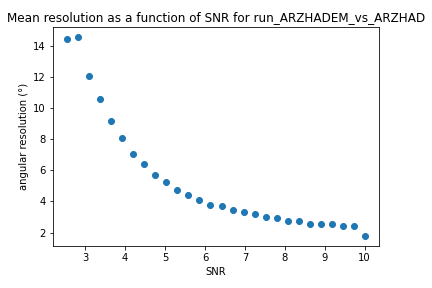 Mean resolution as a function of SNR for run_ARZHADEM_vs_ARZHAD
14
12
10
8
6
4
2
angular resolution (°)
3 4 5 6 7 8 9 10
SNR